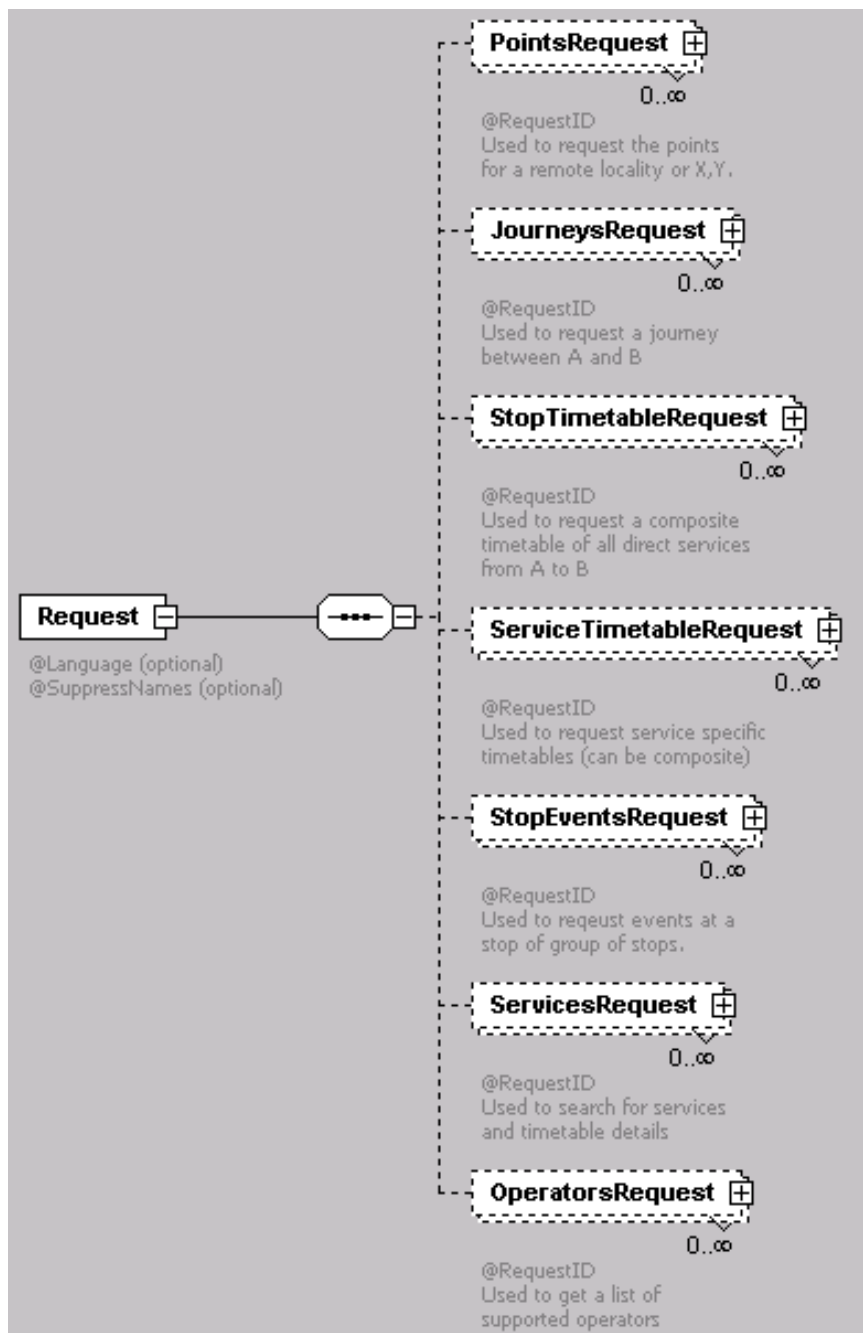 PointsRequest
0..∞
@RequestID
Used to request the points
for a remote locality or X,Y.
JourneysRequest
0..∞
@RequestID
Used to request a journey
between A and B
StopTimetableRequest
0..∞
@RequestID
Used to request a composite
timetable of all direct services
from A to B
Request
@Language (optional)
@SuppressNames (optional)
ServiceTimetableRequest
0..∞
@RequestID
Used to request service specific
timetables (can be composite)
StopEventsRequest
0..∞
@RequestID
Used to reqeust events at a
stop of group of stops.
ServicesRequest
0..∞
@RequestID
Used to search for services
and timetable details
OperatorsRequest
0..∞
@RequestID
Used to get a list of
supported operators